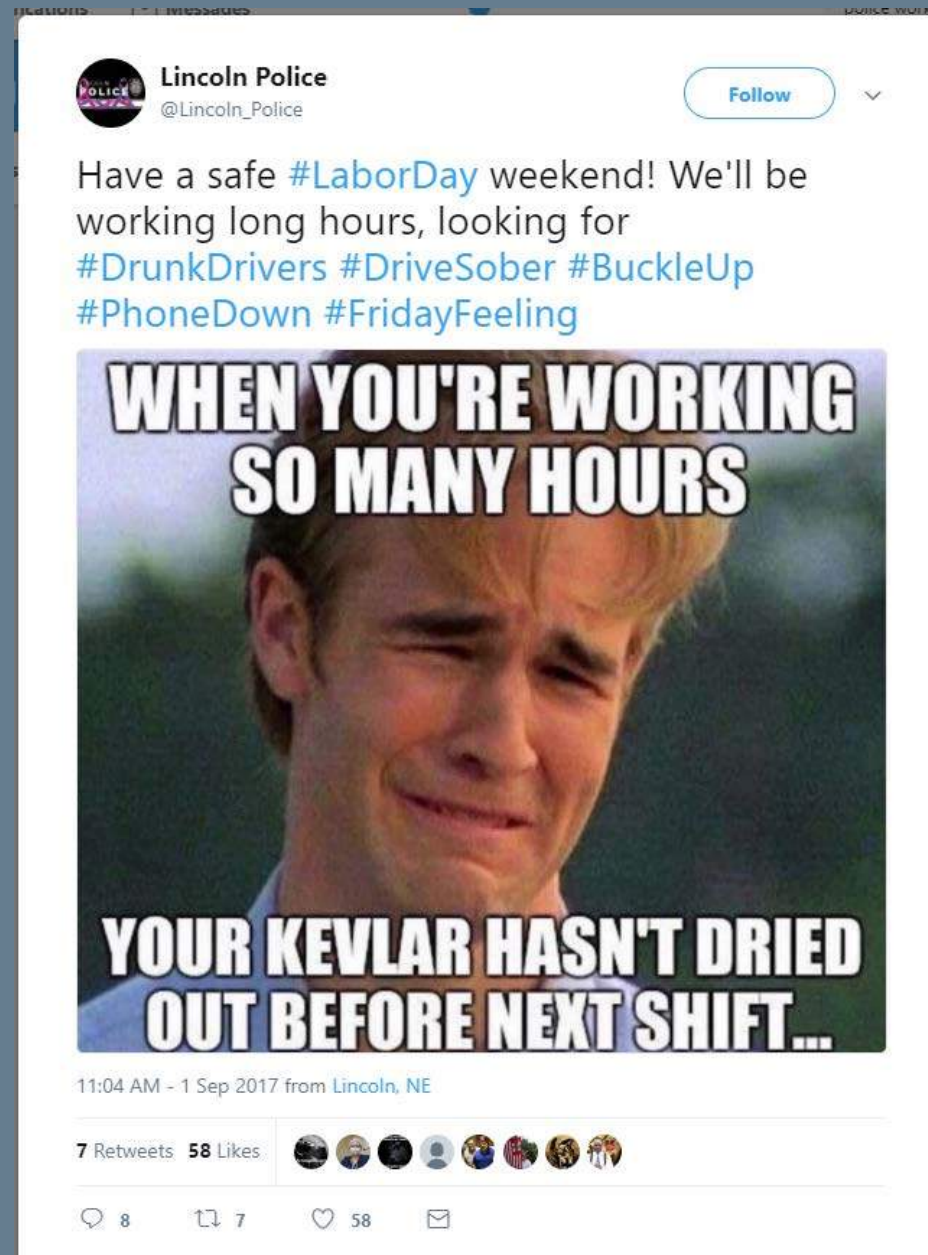 Messages
Lincoln Police
@Lincoln_Police
Follow
Have a safe #LaborDay weekend! We'll be
working long hours, looking for
#DrunkDrivers #DriveSober #BuckleUp
#PhoneDown #FridayFeeling
WHEN YOU'RE WORKING
SO MANY HOURS
YOUR KEVLAR HASN'T DRIED
OUT BEFORE NEXT SHIFT...
11:04 AM - 1 Sep 2017 from Lincoln, NE
7 Retweets 58 Likes
8 7 58